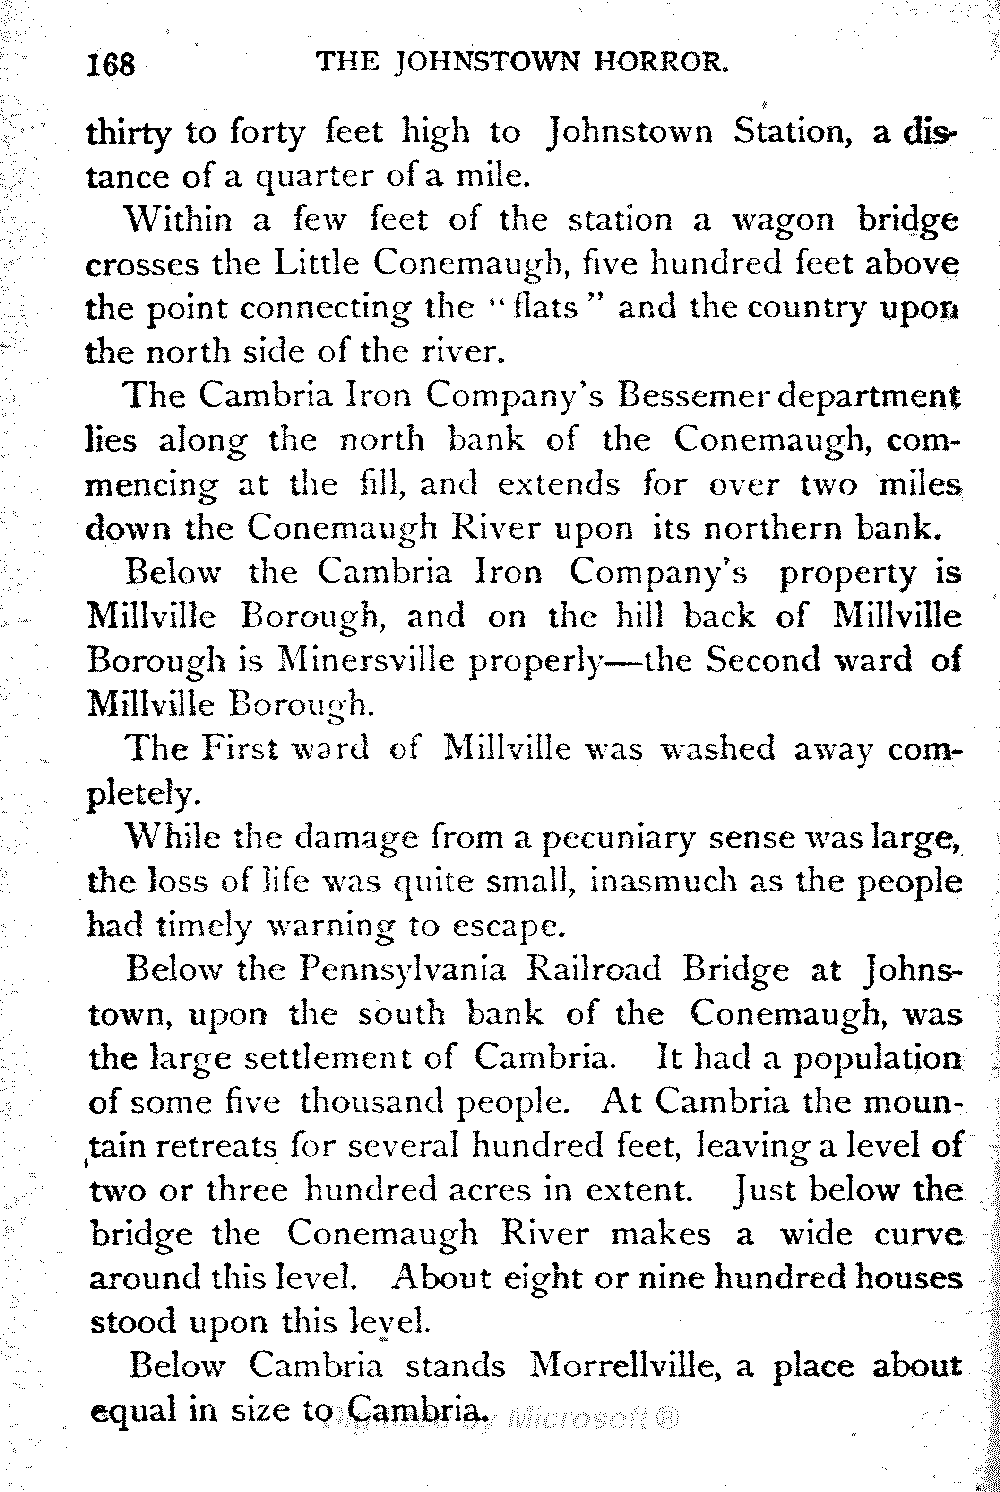 168 THE JOHNSTOWN HORROR.
thirty to forty feet high to Johnstown Station, a dis-
tance of a quarter of a mile.
Within a few feet of the station a wagon bridge
crosses the Little Conemaugh, five hundred feet above
the point connecting the "flats" and the country upon
the north side of the river.
The Cambria Iron Company's Bessemer department
lies along the north bank of the Conemaugh, com-
mencing at the fill, and extends for over two miles
down the Conemaugh River upon its northern bank.
Below the Cambria Iron Company's property is
Millville Borough, and on the hill back of Millville
Borough is Minersville properly—the Second ward of
Millville Borough.
The First ward of Millville was washed away com-
pletely.
While the damage from a pecuniary sense was large,
the loss of life was quite small, inasmuch as the people
had timely warning to escape.
Below the Pennsylvania Railroad Bridge at Johns-
town, upon the south bank of the Conemaugh, was
the large settlement of Cambria. It had a population
of some five thousand people. At Cambria the moun-
tain retreats for several hundred feet, leaving a level of
two or three hundred acres in extent. Just below the
bridge the Conemaugh River makes a wide curve
around this level. About eight or nine hundred houses
stood upon this level.
Below Cambria stands Morrellville, a place about
equal in size to Cambria.
by Microsoft ®